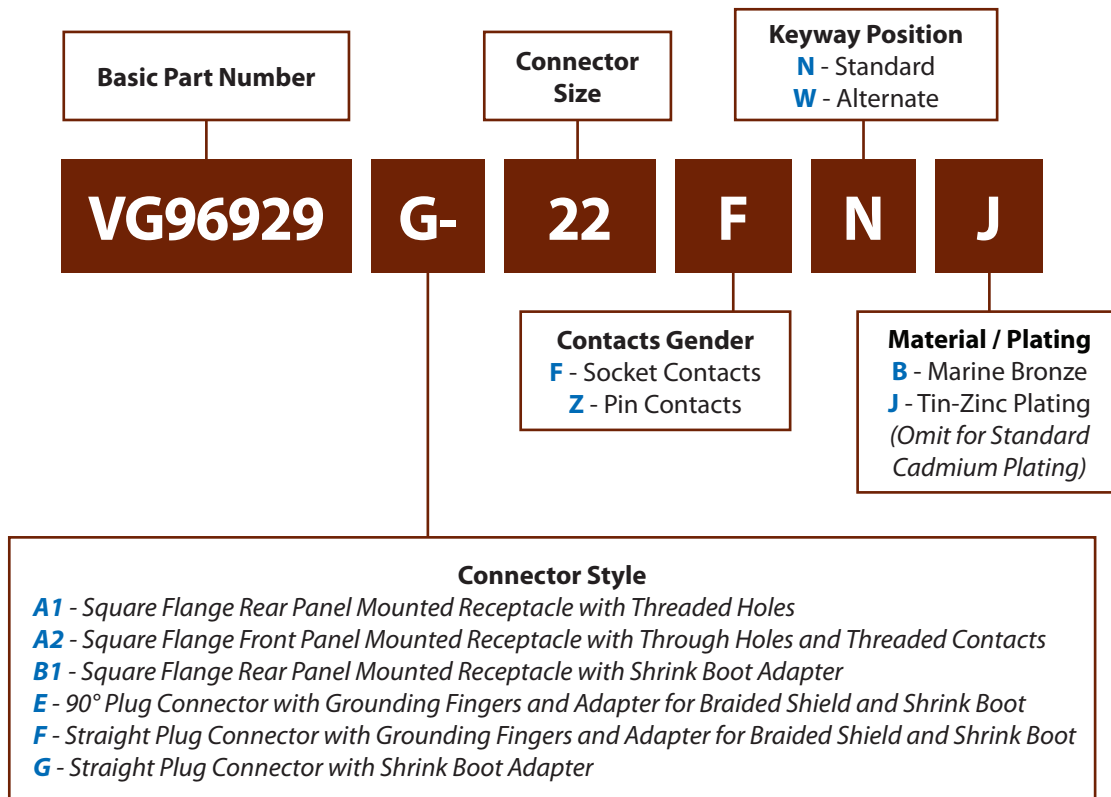 Basic Part Number
Connector
Size
Keyway Position
N - Standard
W - Alternate
VG96929 G- 22 F N J
Contacts Gender
F - Socket Contacts
Z - Pin Contacts
Material / Plating
B - Marine Bronze
J - Tin-Zinc Plating
(Omit for Standard
Cadmium Plating)
Connector Style
A1 - Square Flange Rear Panel Mounted Receptacle with Threaded Holes
A2 - Square Flange Front Panel Mounted Receptacle with Through Holes and Threaded Contacts
B1 - Square Flange Rear Panel Mounted Receptacle with Shrink Boot Adapter
E - 90° Plug Connector with Grounding Fingers and Adapter for Braided Shield and Shrink Boot
F - Straight Plug Connector with Grounding Fingers and Adapter for Braided Shield and Shrink Boot
G - Straight Plug Connector with Shrink Boot Adapter